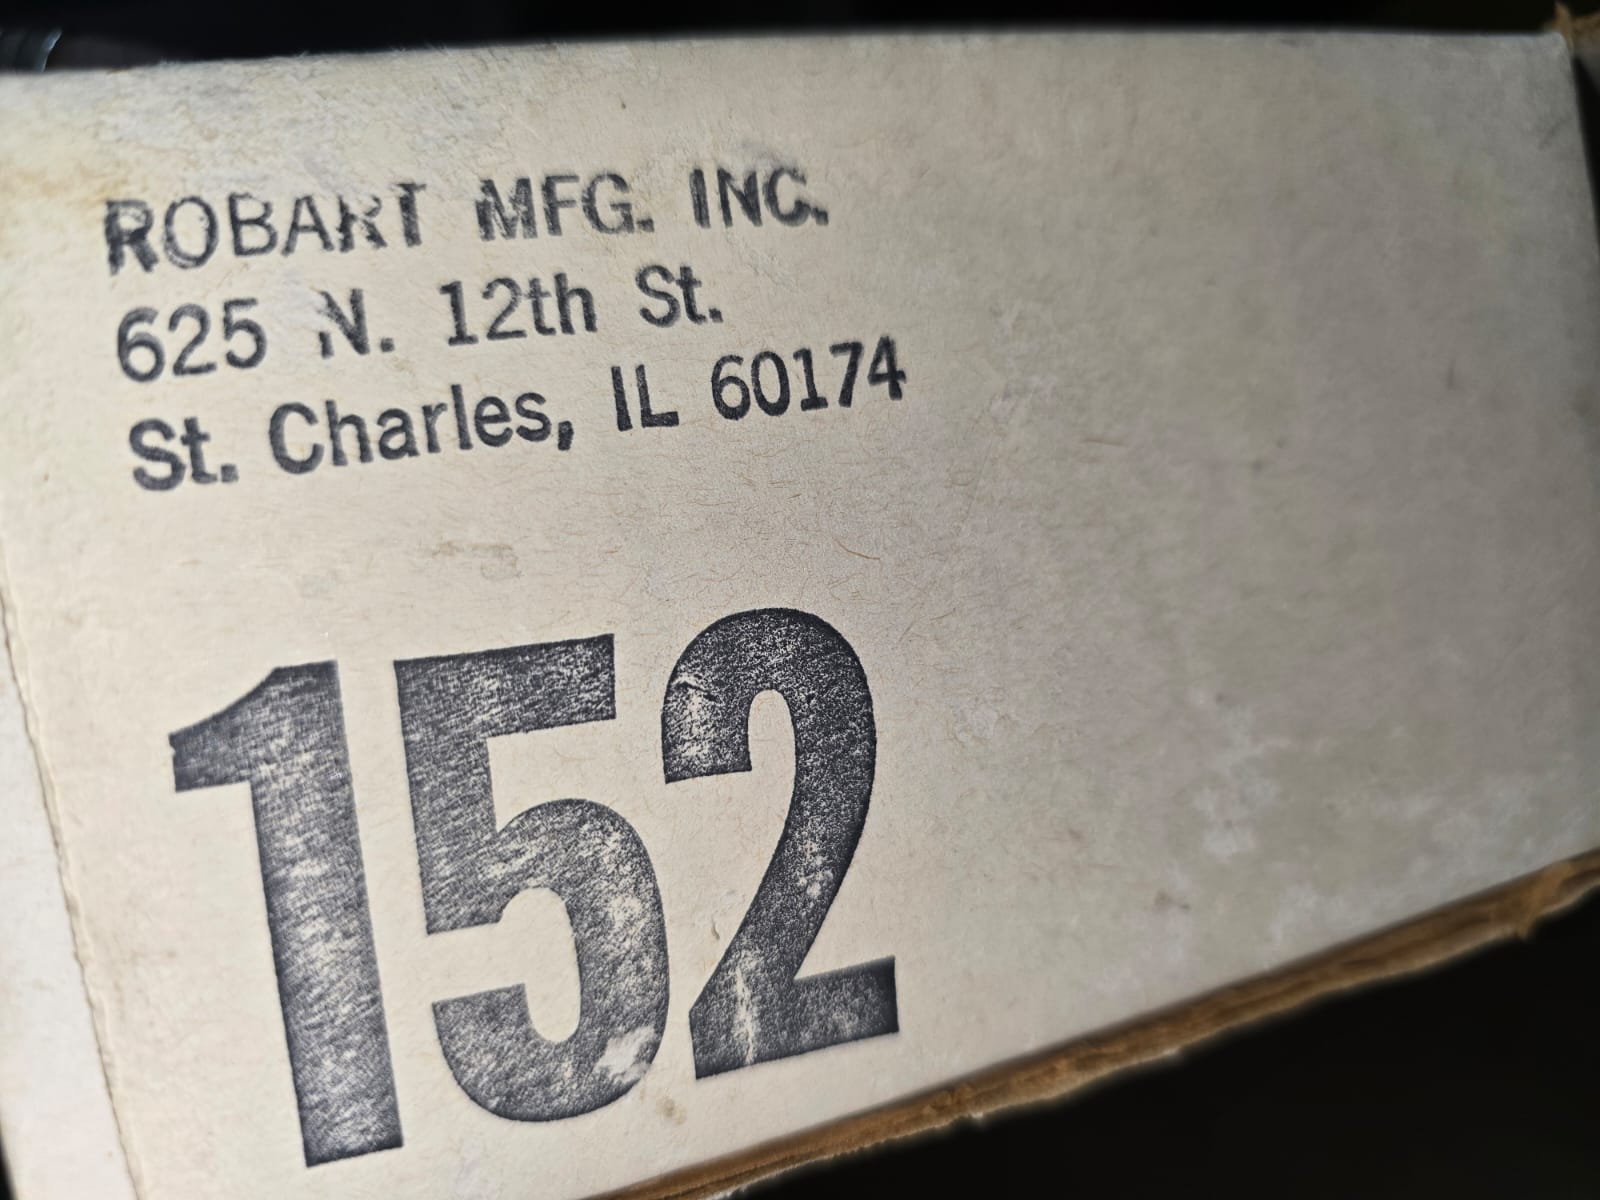 ROBART MFG. INC.
625 N. 12th St.
St. Charles, IL 60174
152